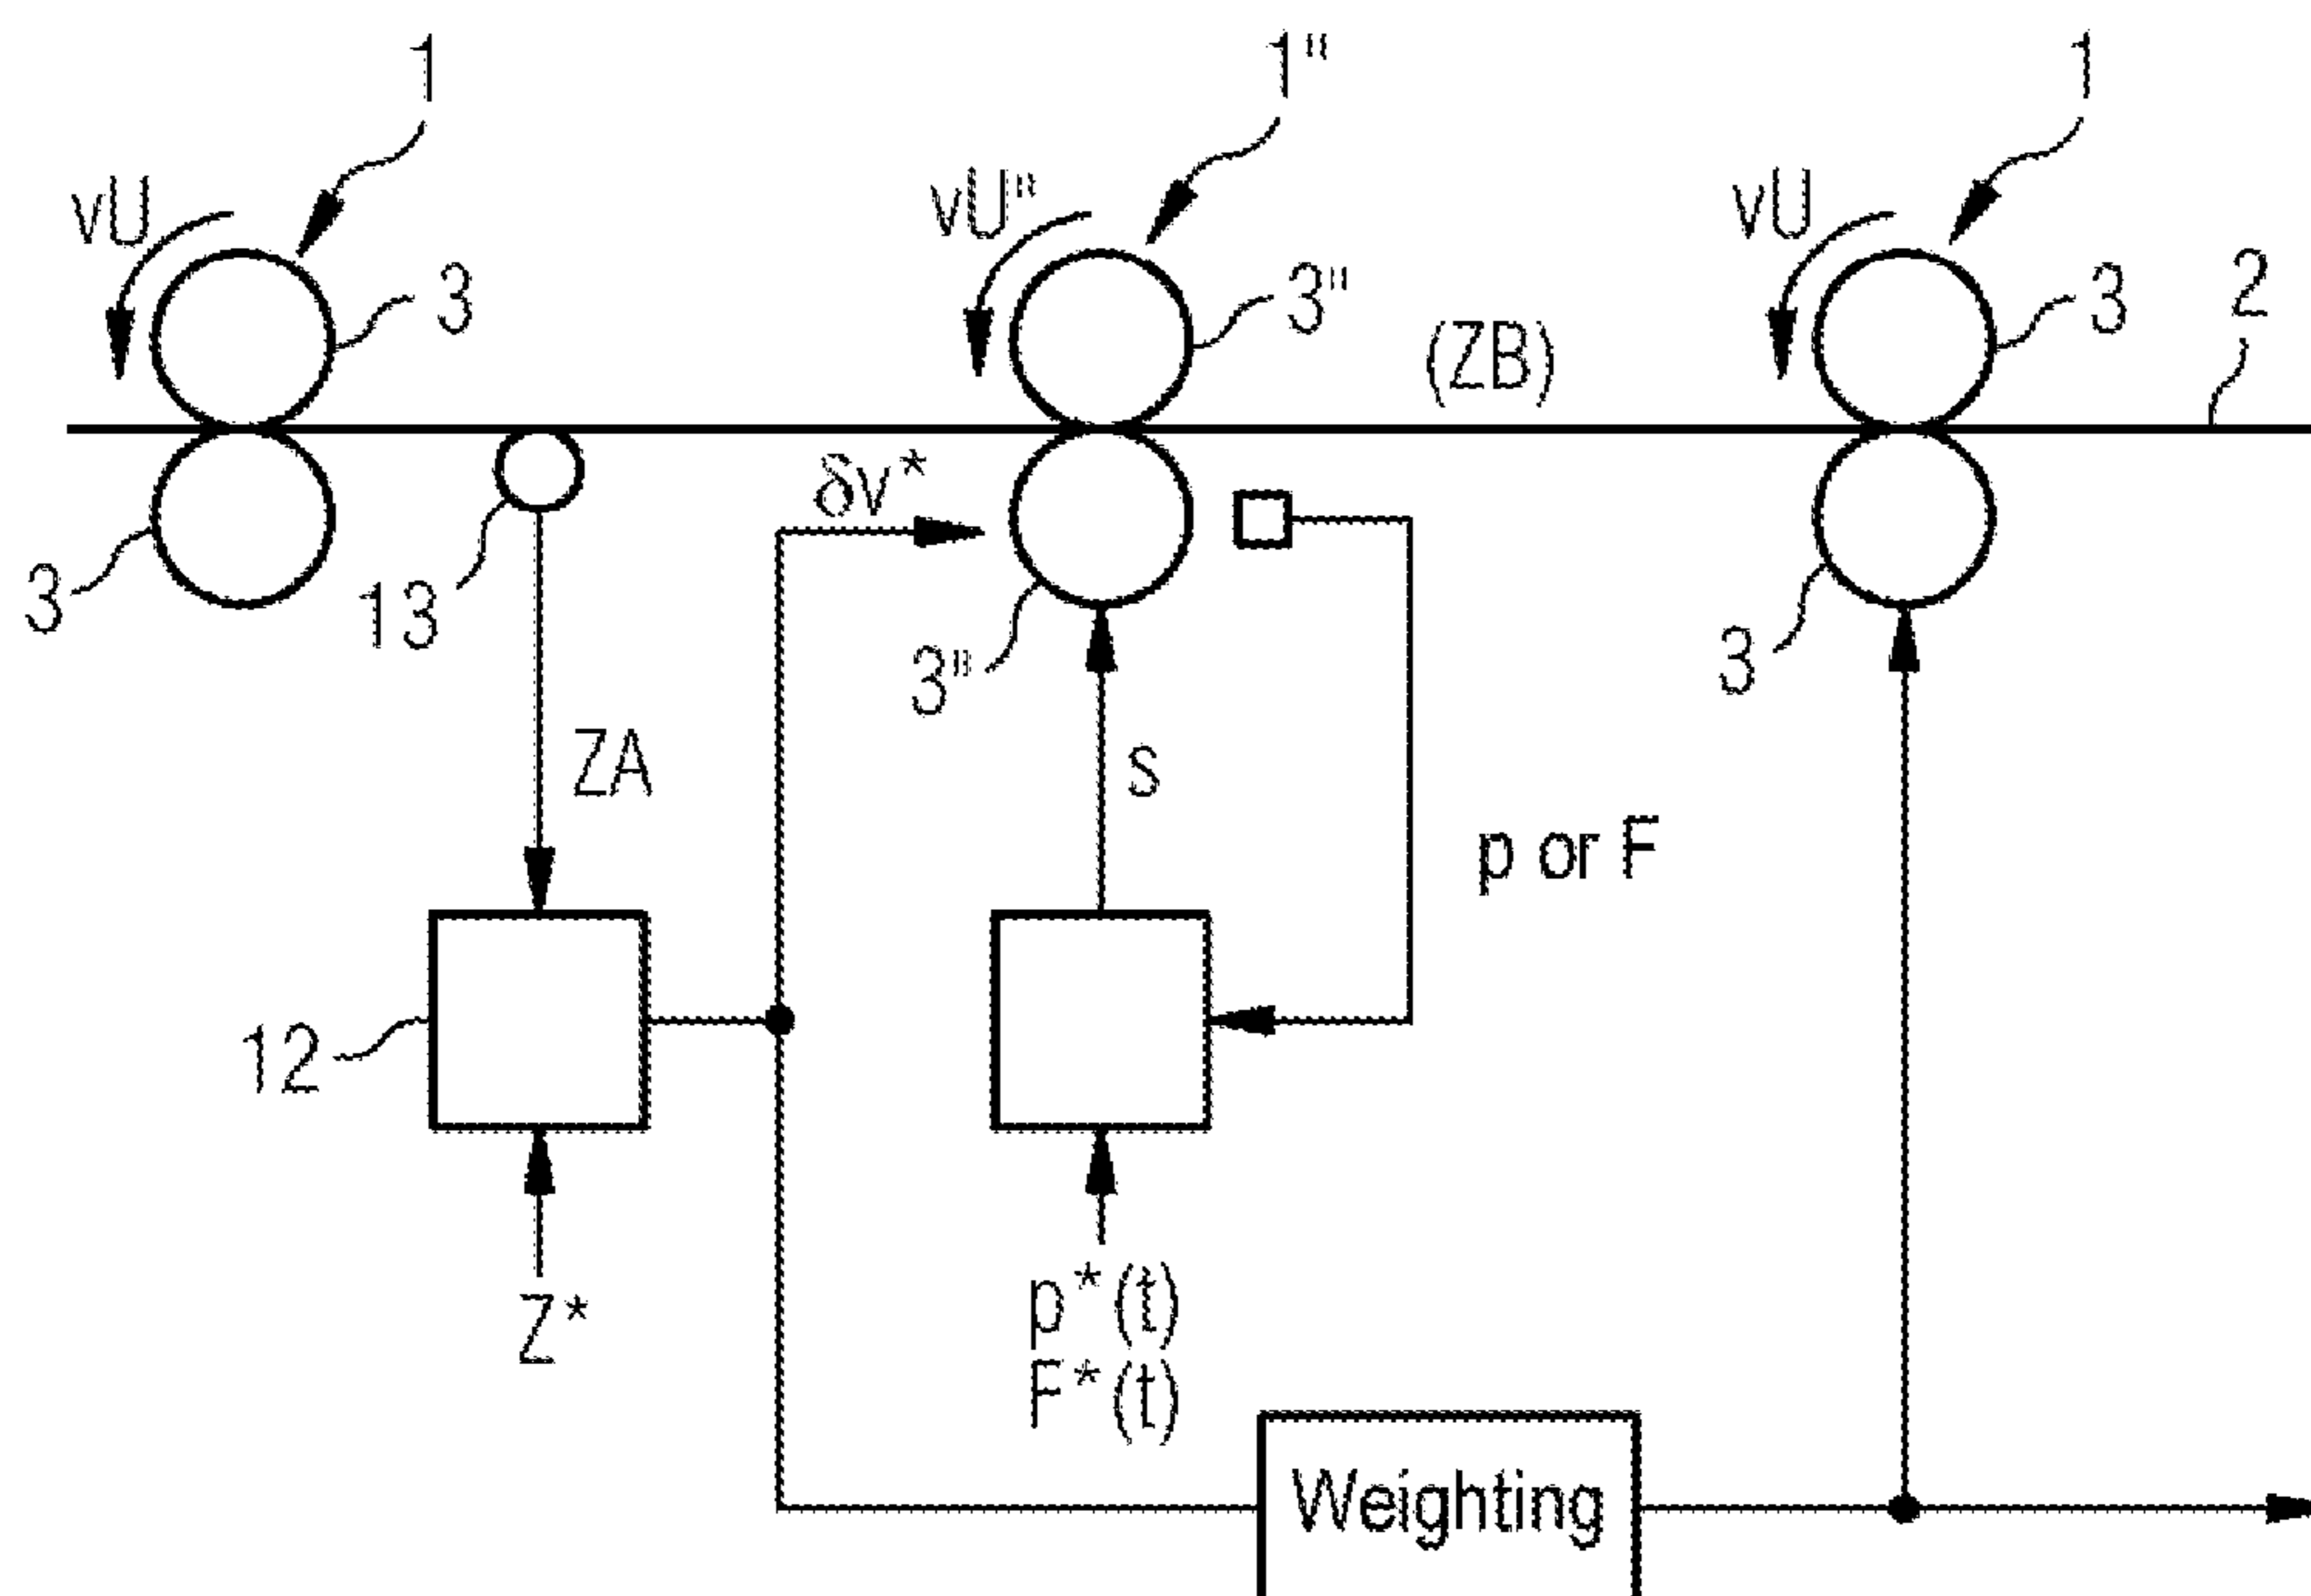 1
1"
1
vU
vU"
vU
3
3"
3
2
(ZB)
δv*
3
13
3"
3
ZA
s
p or F
12
Z*
p*(t)
F*(t)
Weighting